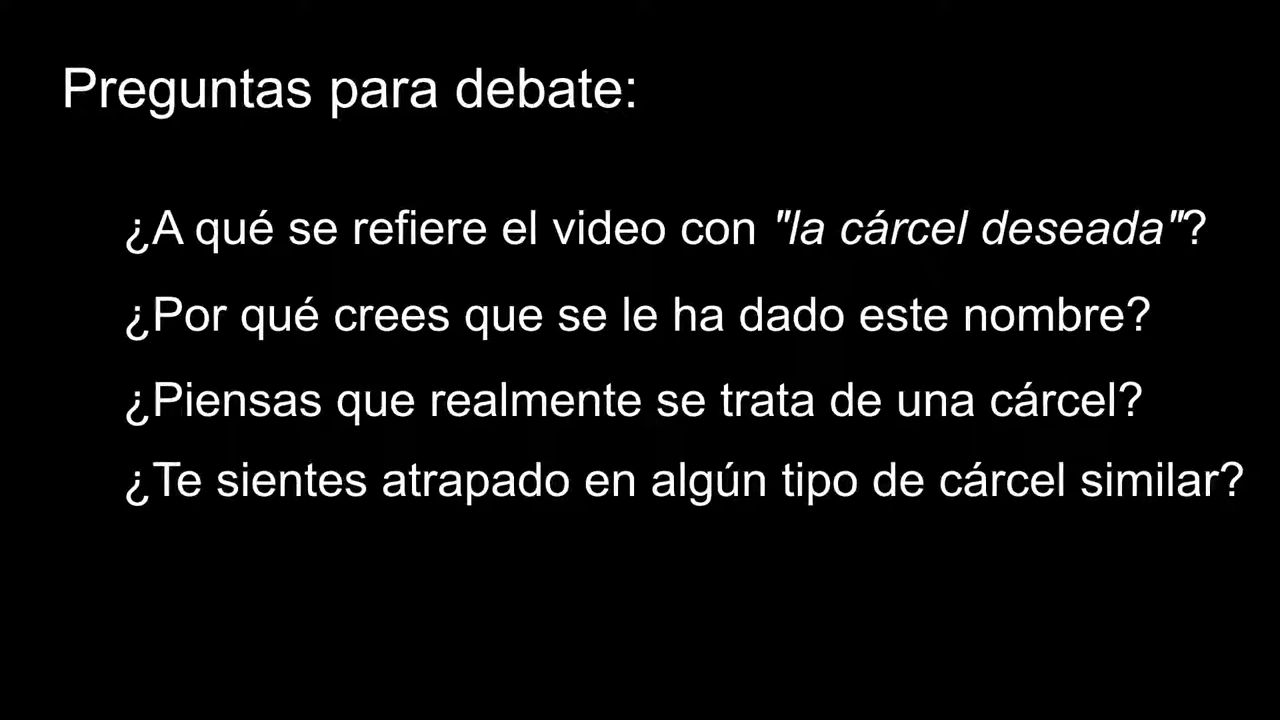 Preguntas para debate:
¿A qué se refiere el video con "la cárcel deseada"?
¿Por qué crees que se le ha dado este nombre?
¿Piensas que realmente se trata de una cárcel?
¿Te sientes atrapado en algún tipo de cárcel similar?